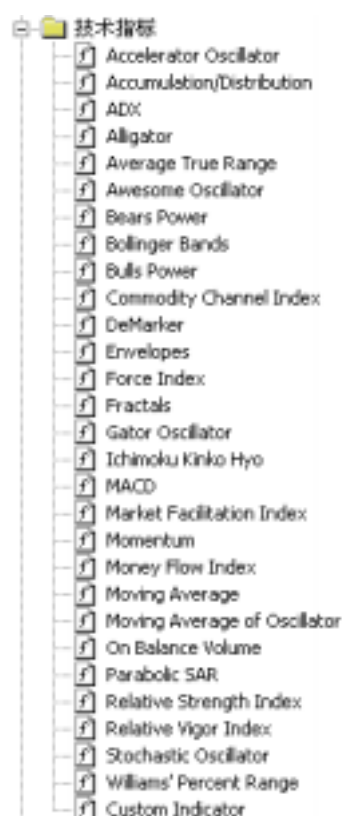 技术指标
Accelerator Oscillator
Accumulation/Distribution
ADX
Alligator
Average True Range
Awesome Oscillator
Bears Power
Bollinger Bands
Bulls Power
Commodity Channel Index
DeMarker
Envelopes
Force Index
Fractals
Gator Oscillator
Ichimoku Kinko Hyo
MACD
Market Facilitation Index
Momentum
Money Flow Index
Moving Average
Moving Average of Oscillator
On Balance Volume
Parabolic SAR
Relative Strength Index
Relative Vigor Index
Stochastic Oscillator
Williams' Percent Range
Custom Indicator